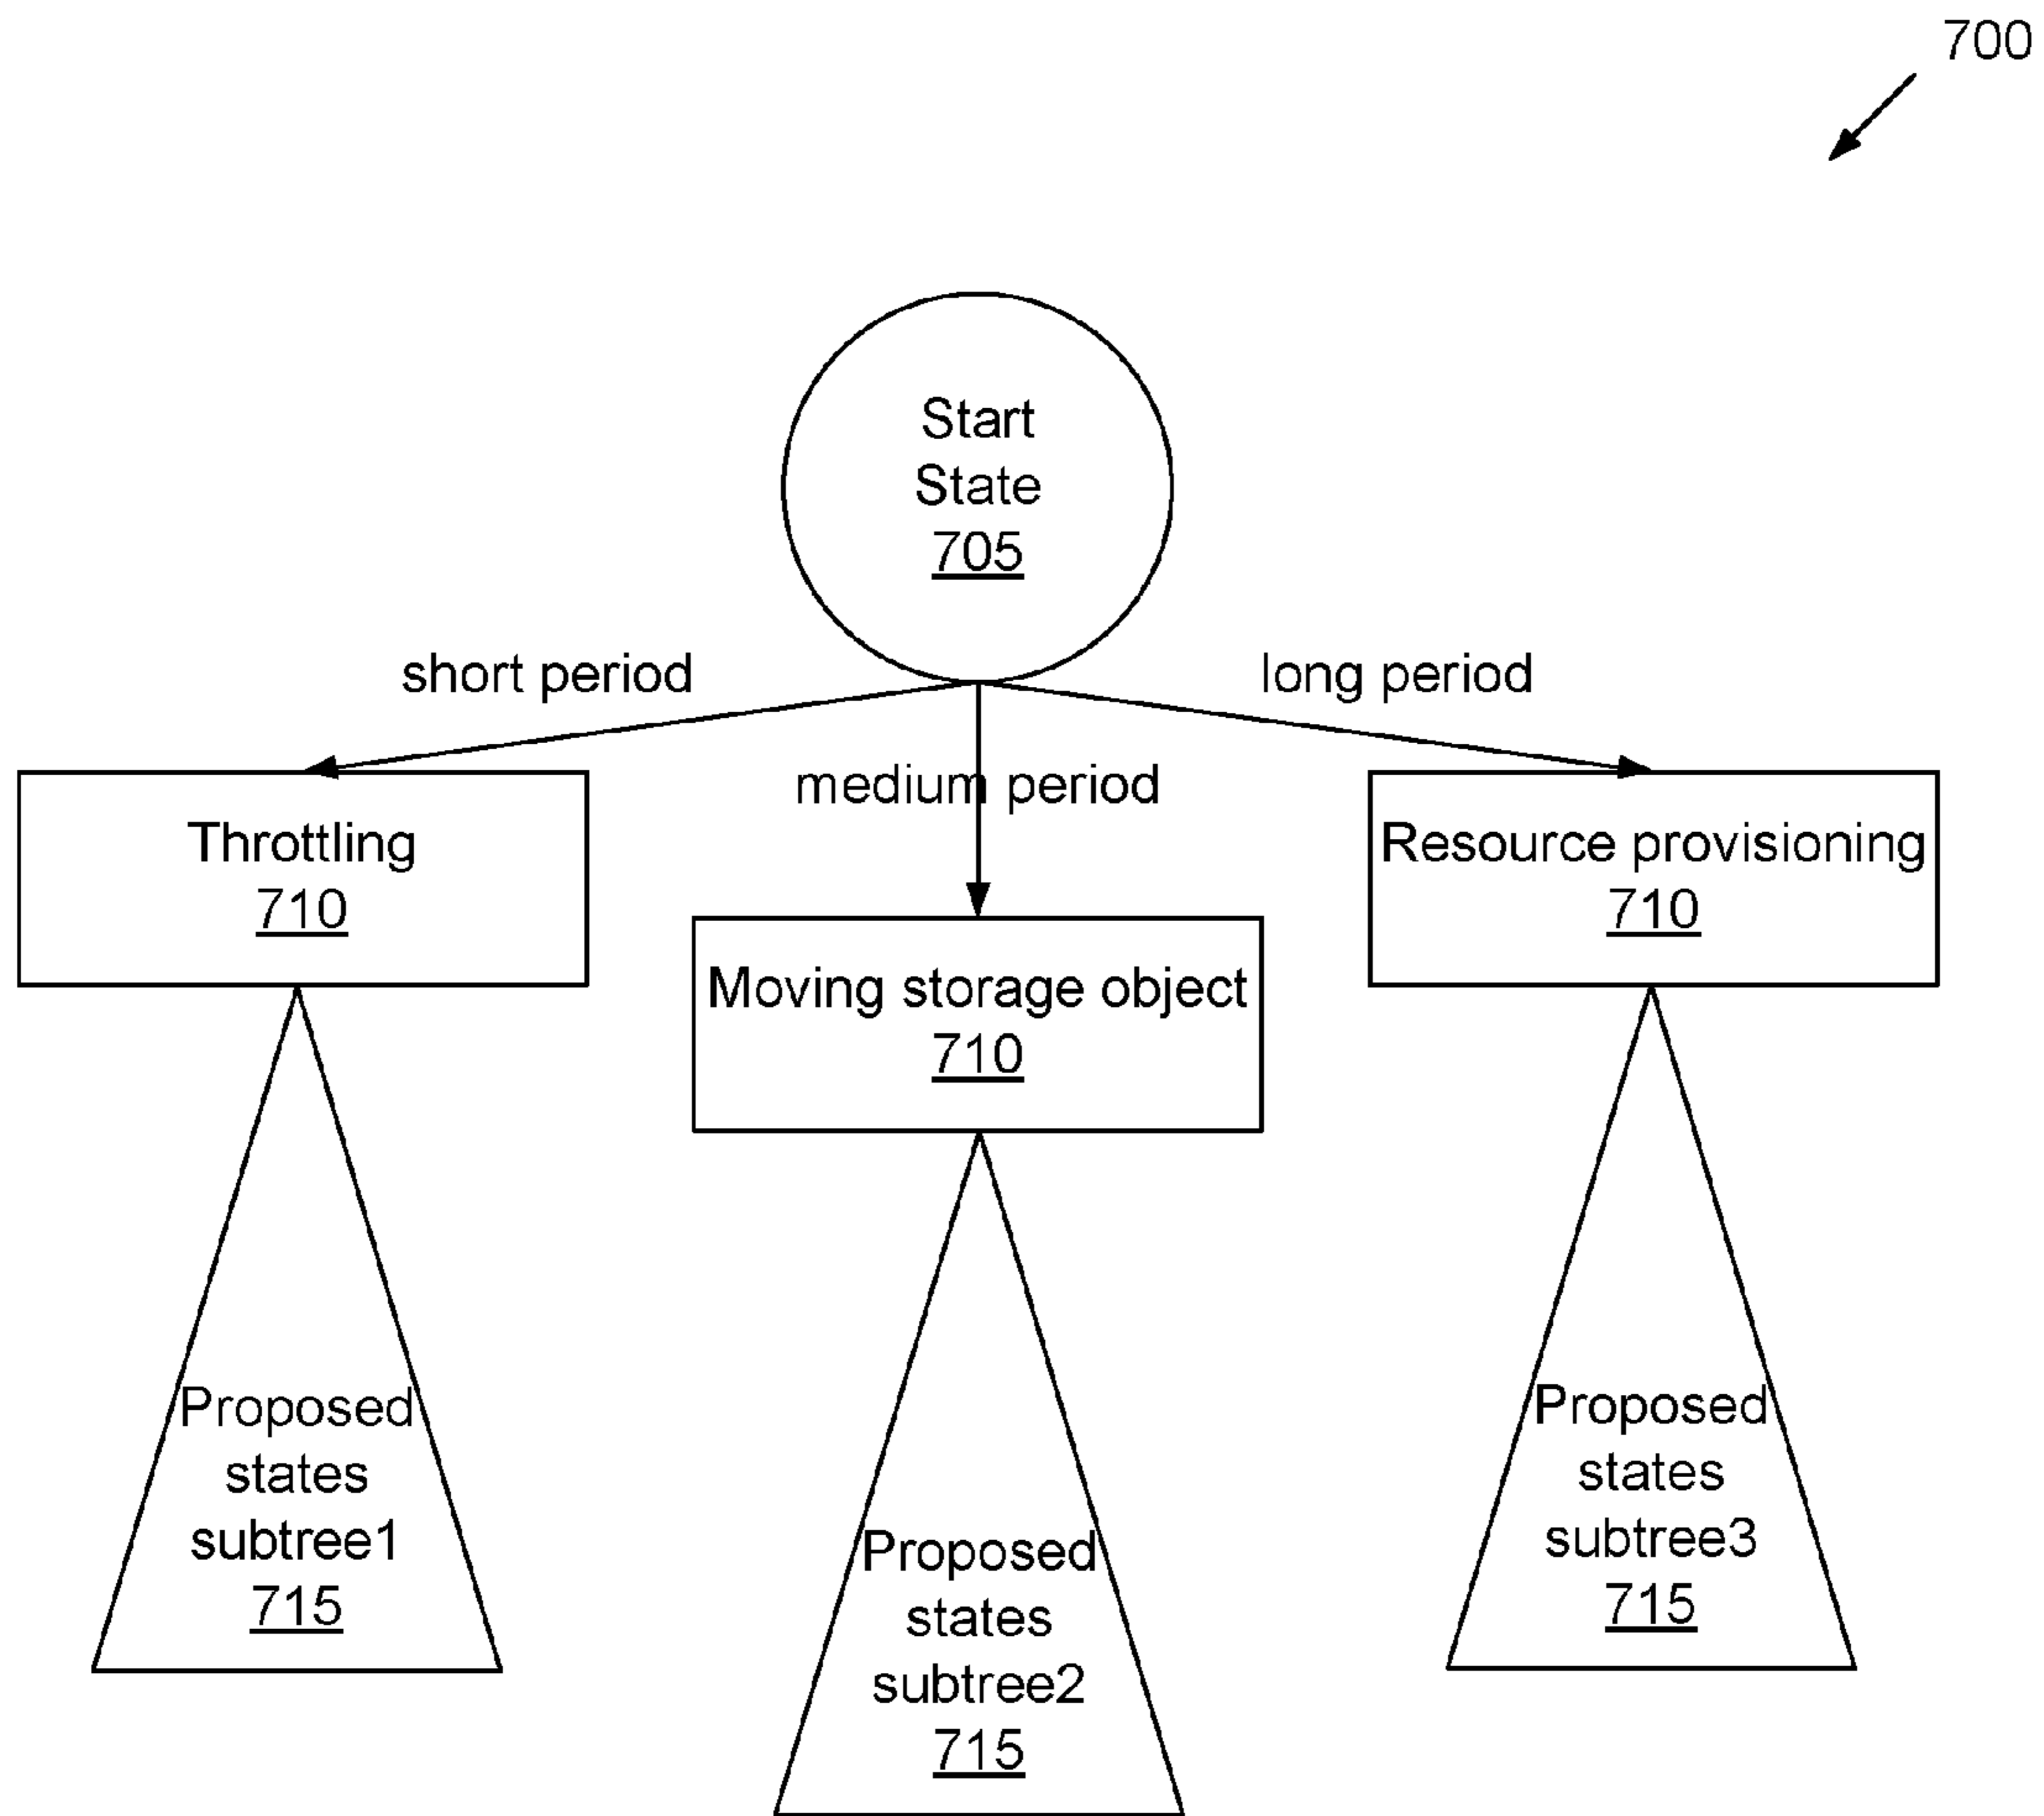 700
Start
State
705
short period
long period
medium period
Throttling
710
Resource provisioning
710
Moving storage object
710
Proposed
states
subtree1
715
Proposed
states
subtree2
715
Proposed
states
subtree3
715